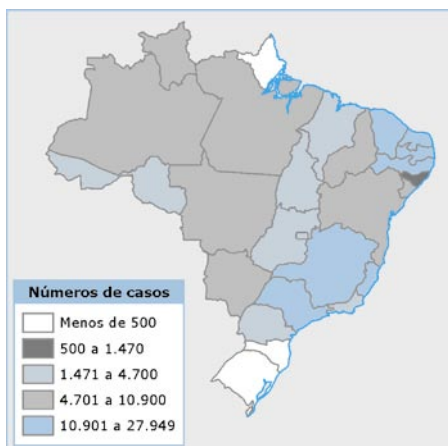 Números de casos
Menos de 500
500 a 1.470
1.471 a 4.700
4.701 a 10.900
10.901 a 27.949